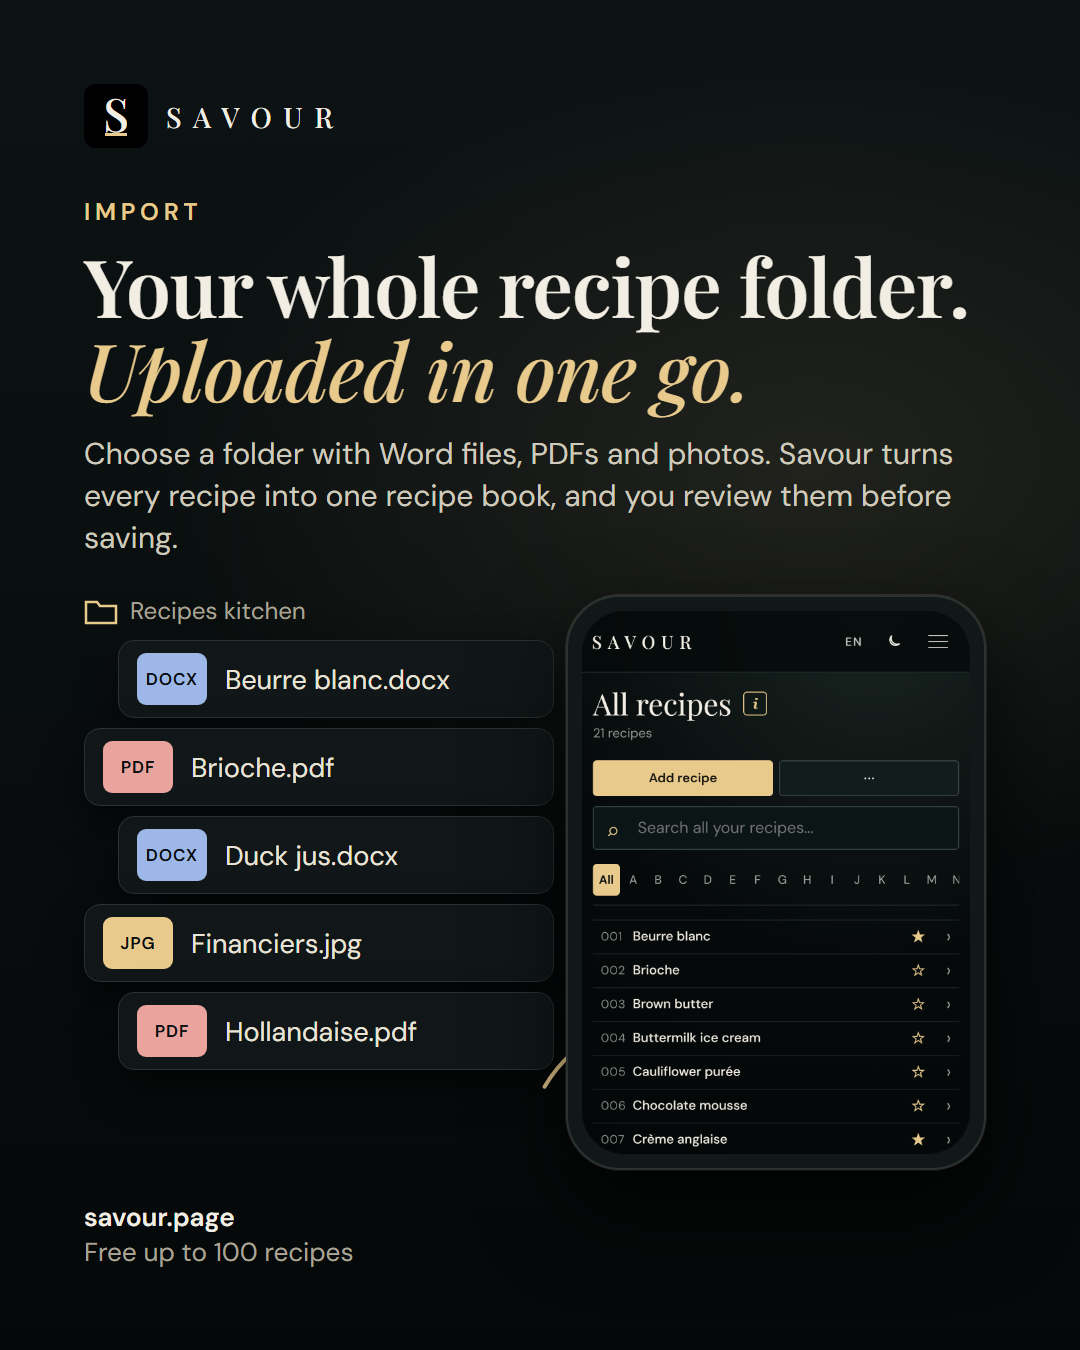 S
SAVOUR
IMPORT
Your whole recipe folder.
Uploaded in one go.
Choose a folder with Word files, PDFs and photos. Savour turns
every recipe into one recipe book, and you review them before
saving.
Recipes kitchen
DOCX Beurre blanc.docx
PDF Brioche.pdf
DOCX Duck jus.docx
JPG Financiers.jpg
PDF Hollandaise.pdf
SAVOUR EN
All recipes i
21 recipes
Add recipe ...
Search all your recipes...
All A B C D E F G H I J K L M N
001 Beurre blanc
002 Brioche
003 Brown butter
004 Buttermilk ice cream
005 Cauliflower purée
006 Chocolate mousse
007 Crème anglaise
savour.page
Free up to 100 recipes